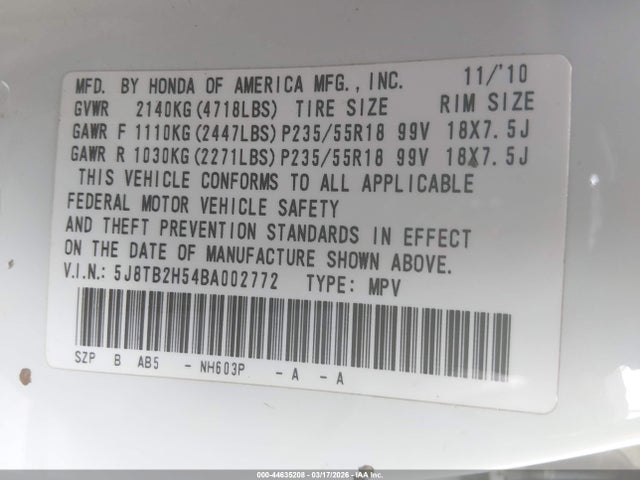 MFD. BY HONDA OF AMERICA MFG., INC. 11/'10
GVWR 2140KG(4718LBS) TIRE SIZE RIM SIZE
GAWR F 1110KG(2447LBS)P235/55R18 99V 18X7.5J
GAWR R 1030KG(2271LBS)P235/55R18 99V 18X7.5J
THIS VEHICLE CONFORMS TO ALL APPLICABLE
FEDERAL MOTOR VEHICLE SAFETY
AND THEFT PREVENTION STANDARDS IN EFFECT
ON THE DATE OF MANUFACTURE SHOWN ABOVE.
V.I.N.: 5J8TB2H54BA002772 TYPE: MPV
SZP B AB5 - NH603P - A - A
000-44635208 - 03/17/2026 - IAAI.COM